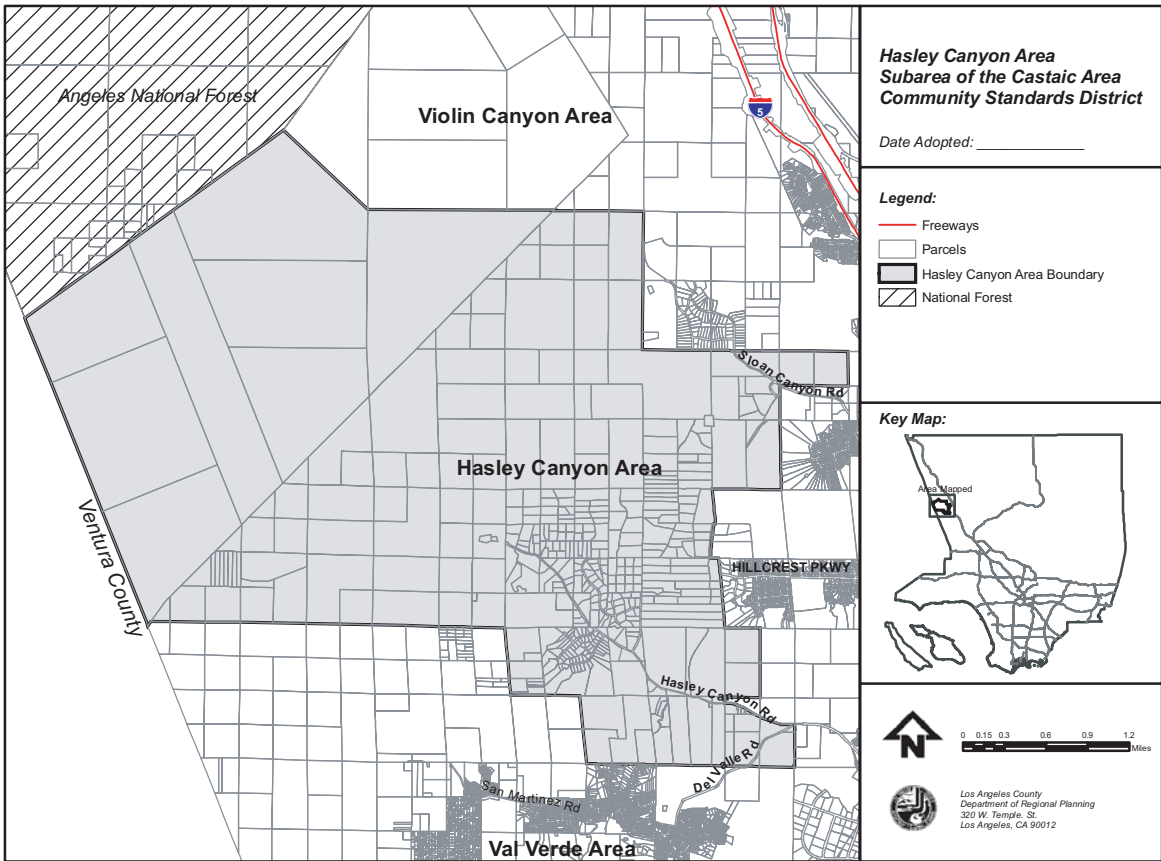 Angeles National Forest
Violin Canyon Area
5
Sloan Canyon Rd
Hasley Canyon Area
Ventura County
HILLCREST PKWY
Hasley Canyon Rd
Del Valle Rd
San Martinez Rd
Val Verde Area
Hasley Canyon Area
Subarea of the Castaic Area
Community Standards District
Date Adopted: ______________
Legend:
Freeways
Parcels
Hasley Canyon Area Boundary
National Forest
Key Map:
Area Mapped
N
0 0.15 0.3 0.6 0.9 1.2
Miles
Los Angeles County
Department of Regional Planning
320 W. Temple. St.
Los Angeles, CA 90012